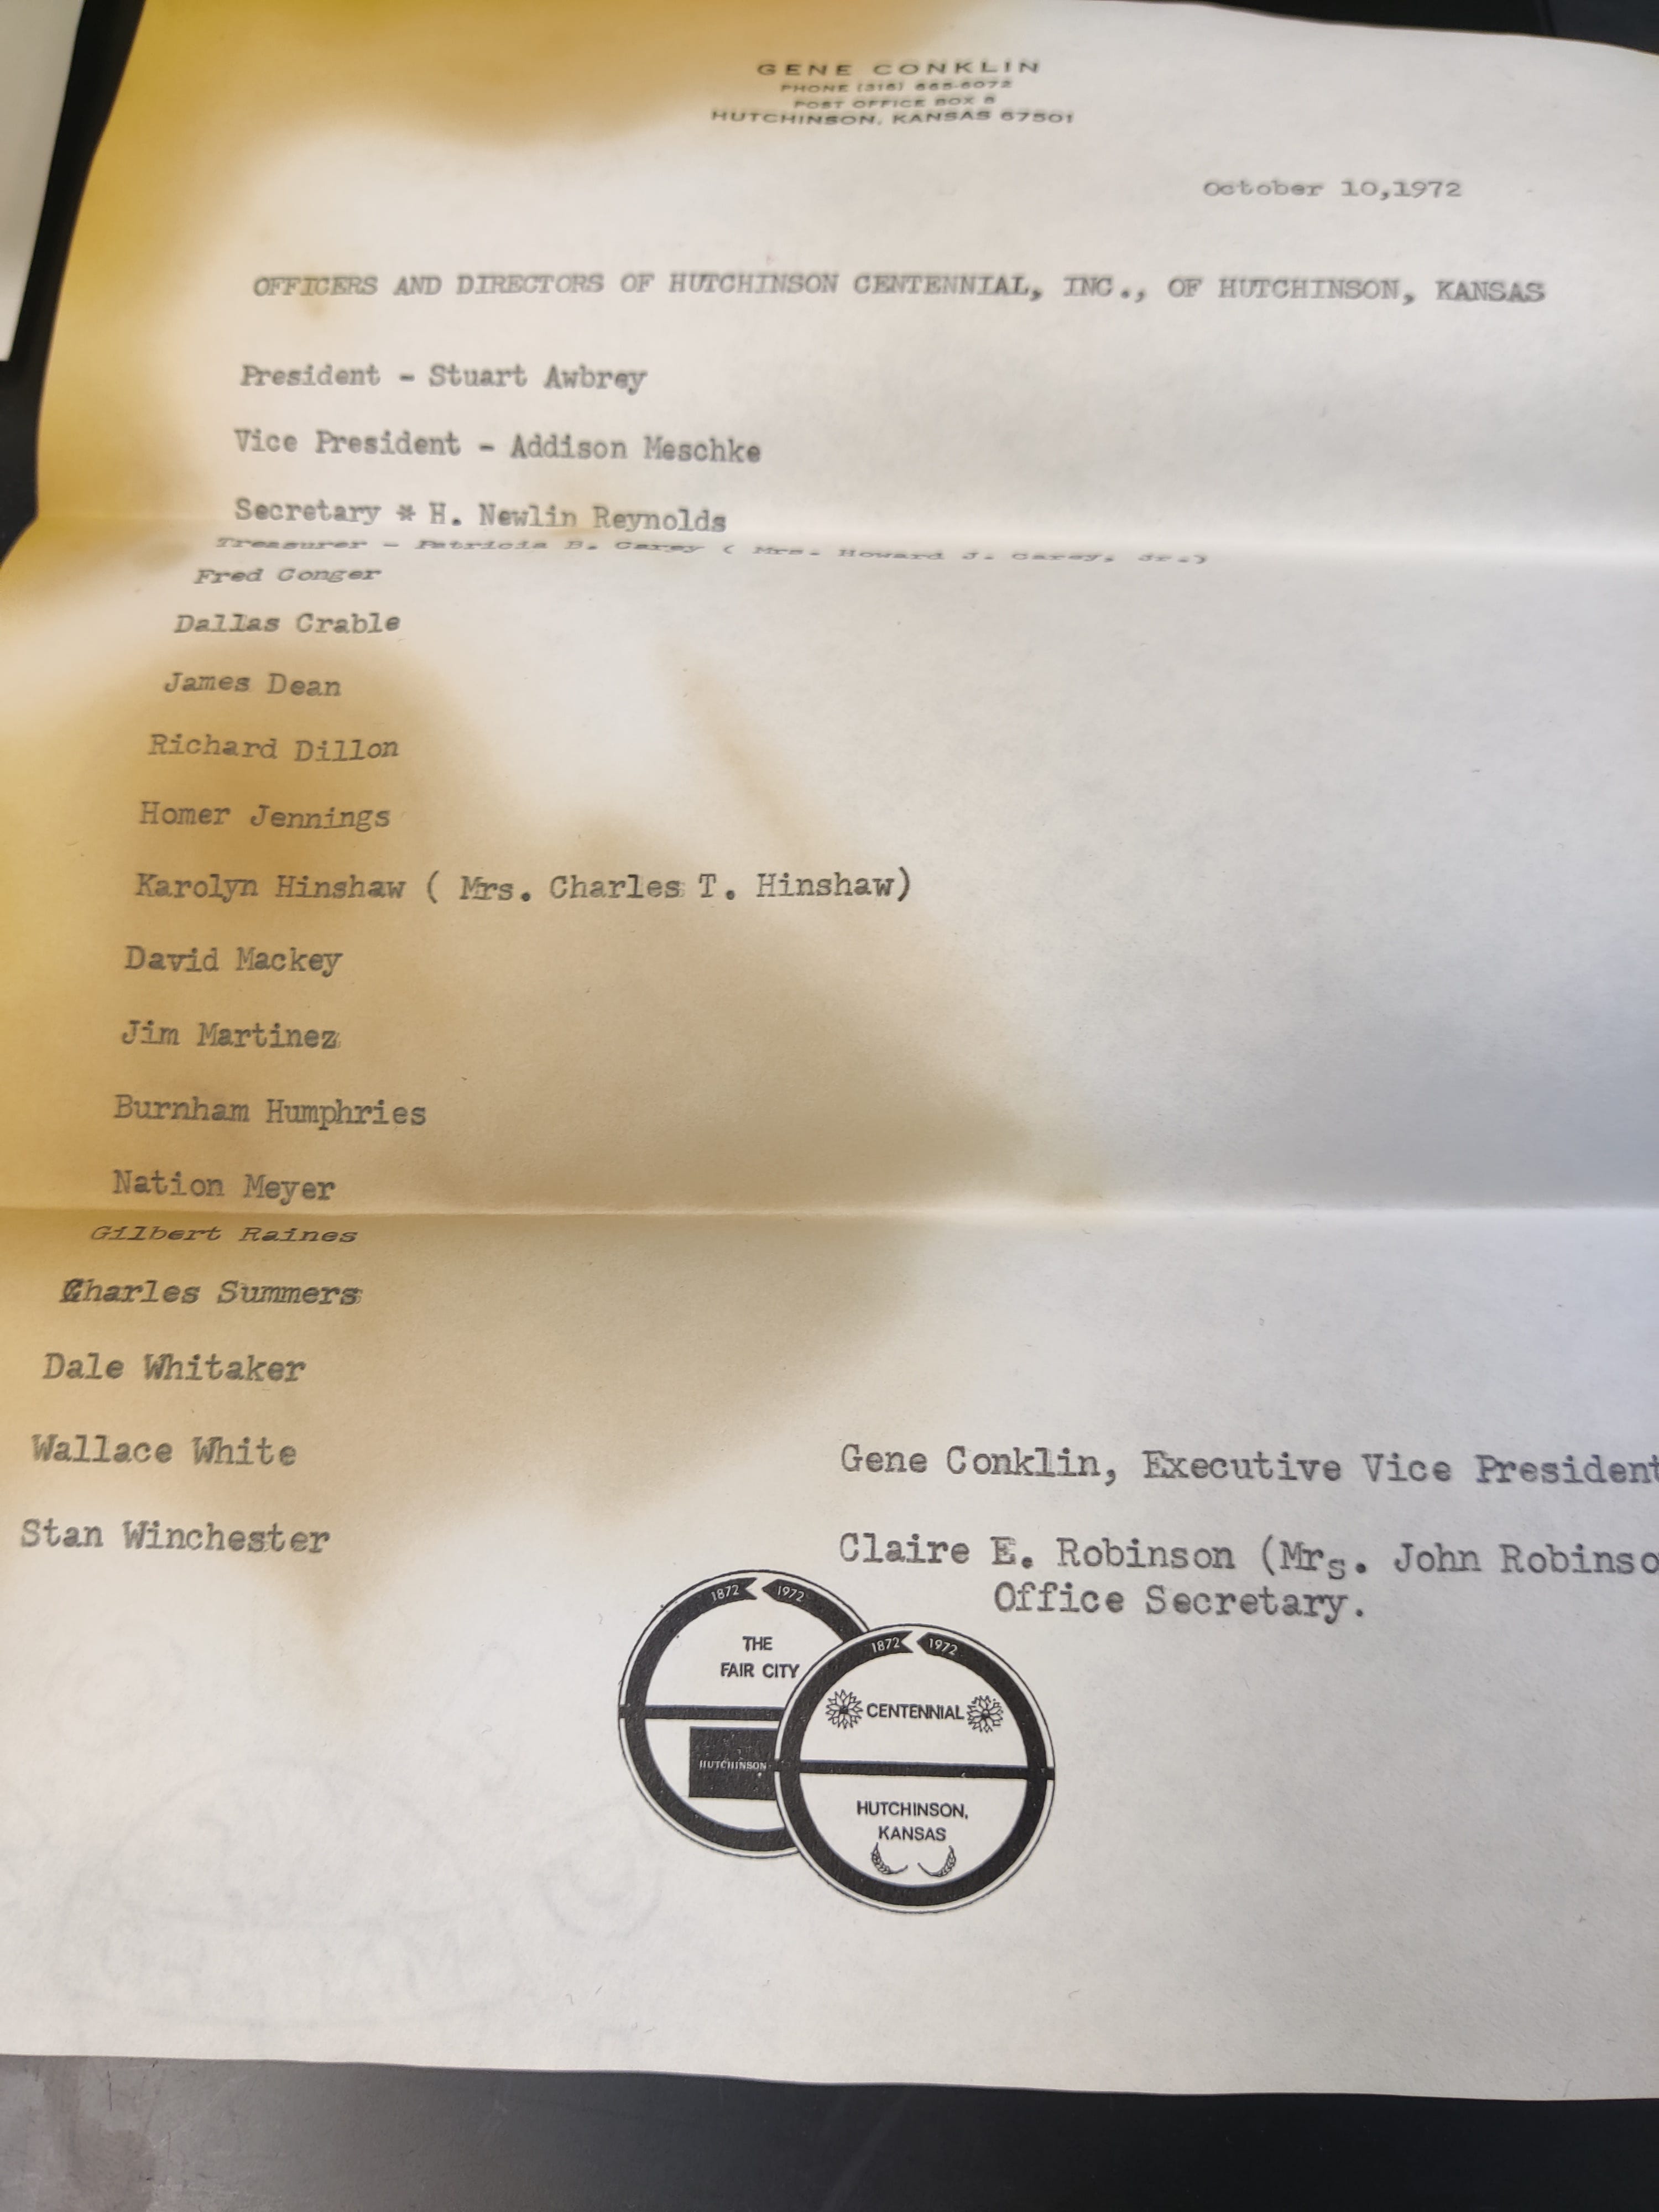 GENE CONKLIN
PHONE (316) 665-6072
POST OFFICE BOX 8
HUTCHINSON, KANSAS 67501
October 10,1972
OFFICERS AND DIRECTORS OF HUTCHINSON CENTENNIAL, INC., OF HUTCHINSON, KANSAS
President - Stuart Awbrey
Vice President - Addison Meschke
Secretary * H. Newlin Reynolds
Treasurer - Patricia B. Carey ( Mrs. Howard J. Carey, Jr.)
Fred Conger
Dallas Crable
James Dean
Richard Dillon
Homer Jennings
Karolyn Hinshaw ( Mrs. Charles T. Hinshaw)
David Mackey
Jim Martinez
Burnham Humphries
Nation Meyer
Gilbert Raines
Charles Summers
Dale Whitaker
Wallace White
Stan Winchester
Gene Conklin, Executive Vice President
Claire E. Robinson (Mrs. John Robinso
Office Secretary.
1872 1972
THE
FAIR CITY
HUTCHINSON
1872 1972
CENTENNIAL
HUTCHINSON,
KANSAS